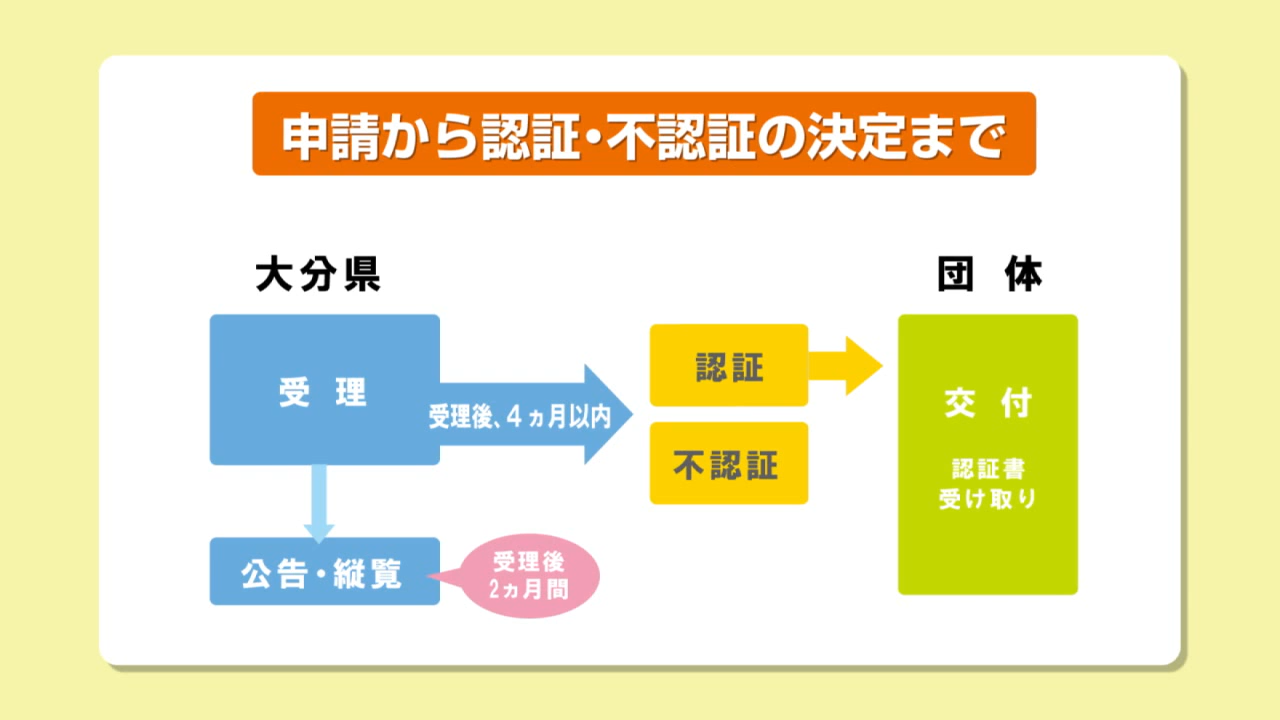 申請から認証・不認証の決定まで
大分県
団体
受理
受理後、4ヵ月以内
認証
不認証
交付
認証書
受け取り
公告・縦覧
受理後
2ヵ月間